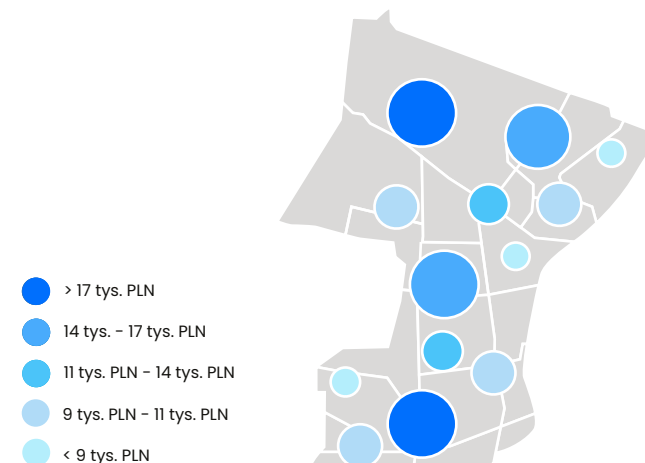 > 17 tys. PLN
14 tys. - 17 tys. PLN
11 tys. PLN - 14 tys. PLN
9 tys. PLN - 11 tys. PLN
< 9 tys. PLN